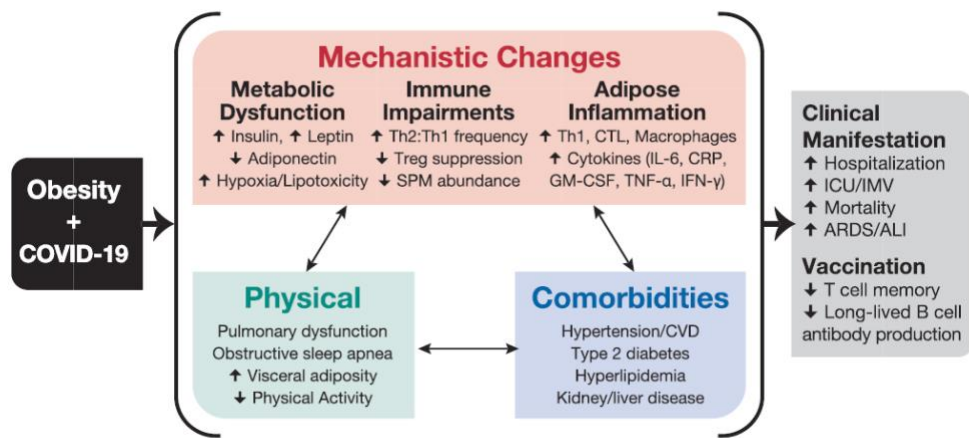 Obesity
+
COVID-19
Mechanistic Changes
Metabolic
Dysfunction
↑ Insulin, ↑ Leptin
↓ Adiponectin
↑ Hypoxia/Lipotoxicity
Immune
Impairments
↑ Th2:Th1 frequency
↓ Treg suppression
↓ SPM abundance
Adipose
Inflammation
↑ Th1, CTL, Macrophages
↑ Cytokines (IL-6, CRP,
GM-CSF, TNF-α, IFN-γ)
Physical
Pulmonary dysfunction
Obstructive sleep apnea
↑ Visceral adiposity
↓ Physical Activity
Comorbidities
Hypertension/CVD
Type 2 diabetes
Hyperlipidemia
Kidney/liver disease
Clinical
Manifestation
↑ Hospitalization
↑ ICU/IMV
↑ Mortality
↑ ARDS/ALI
Vaccination
↓ T cell memory
↓ Long-lived B cell
antibody production